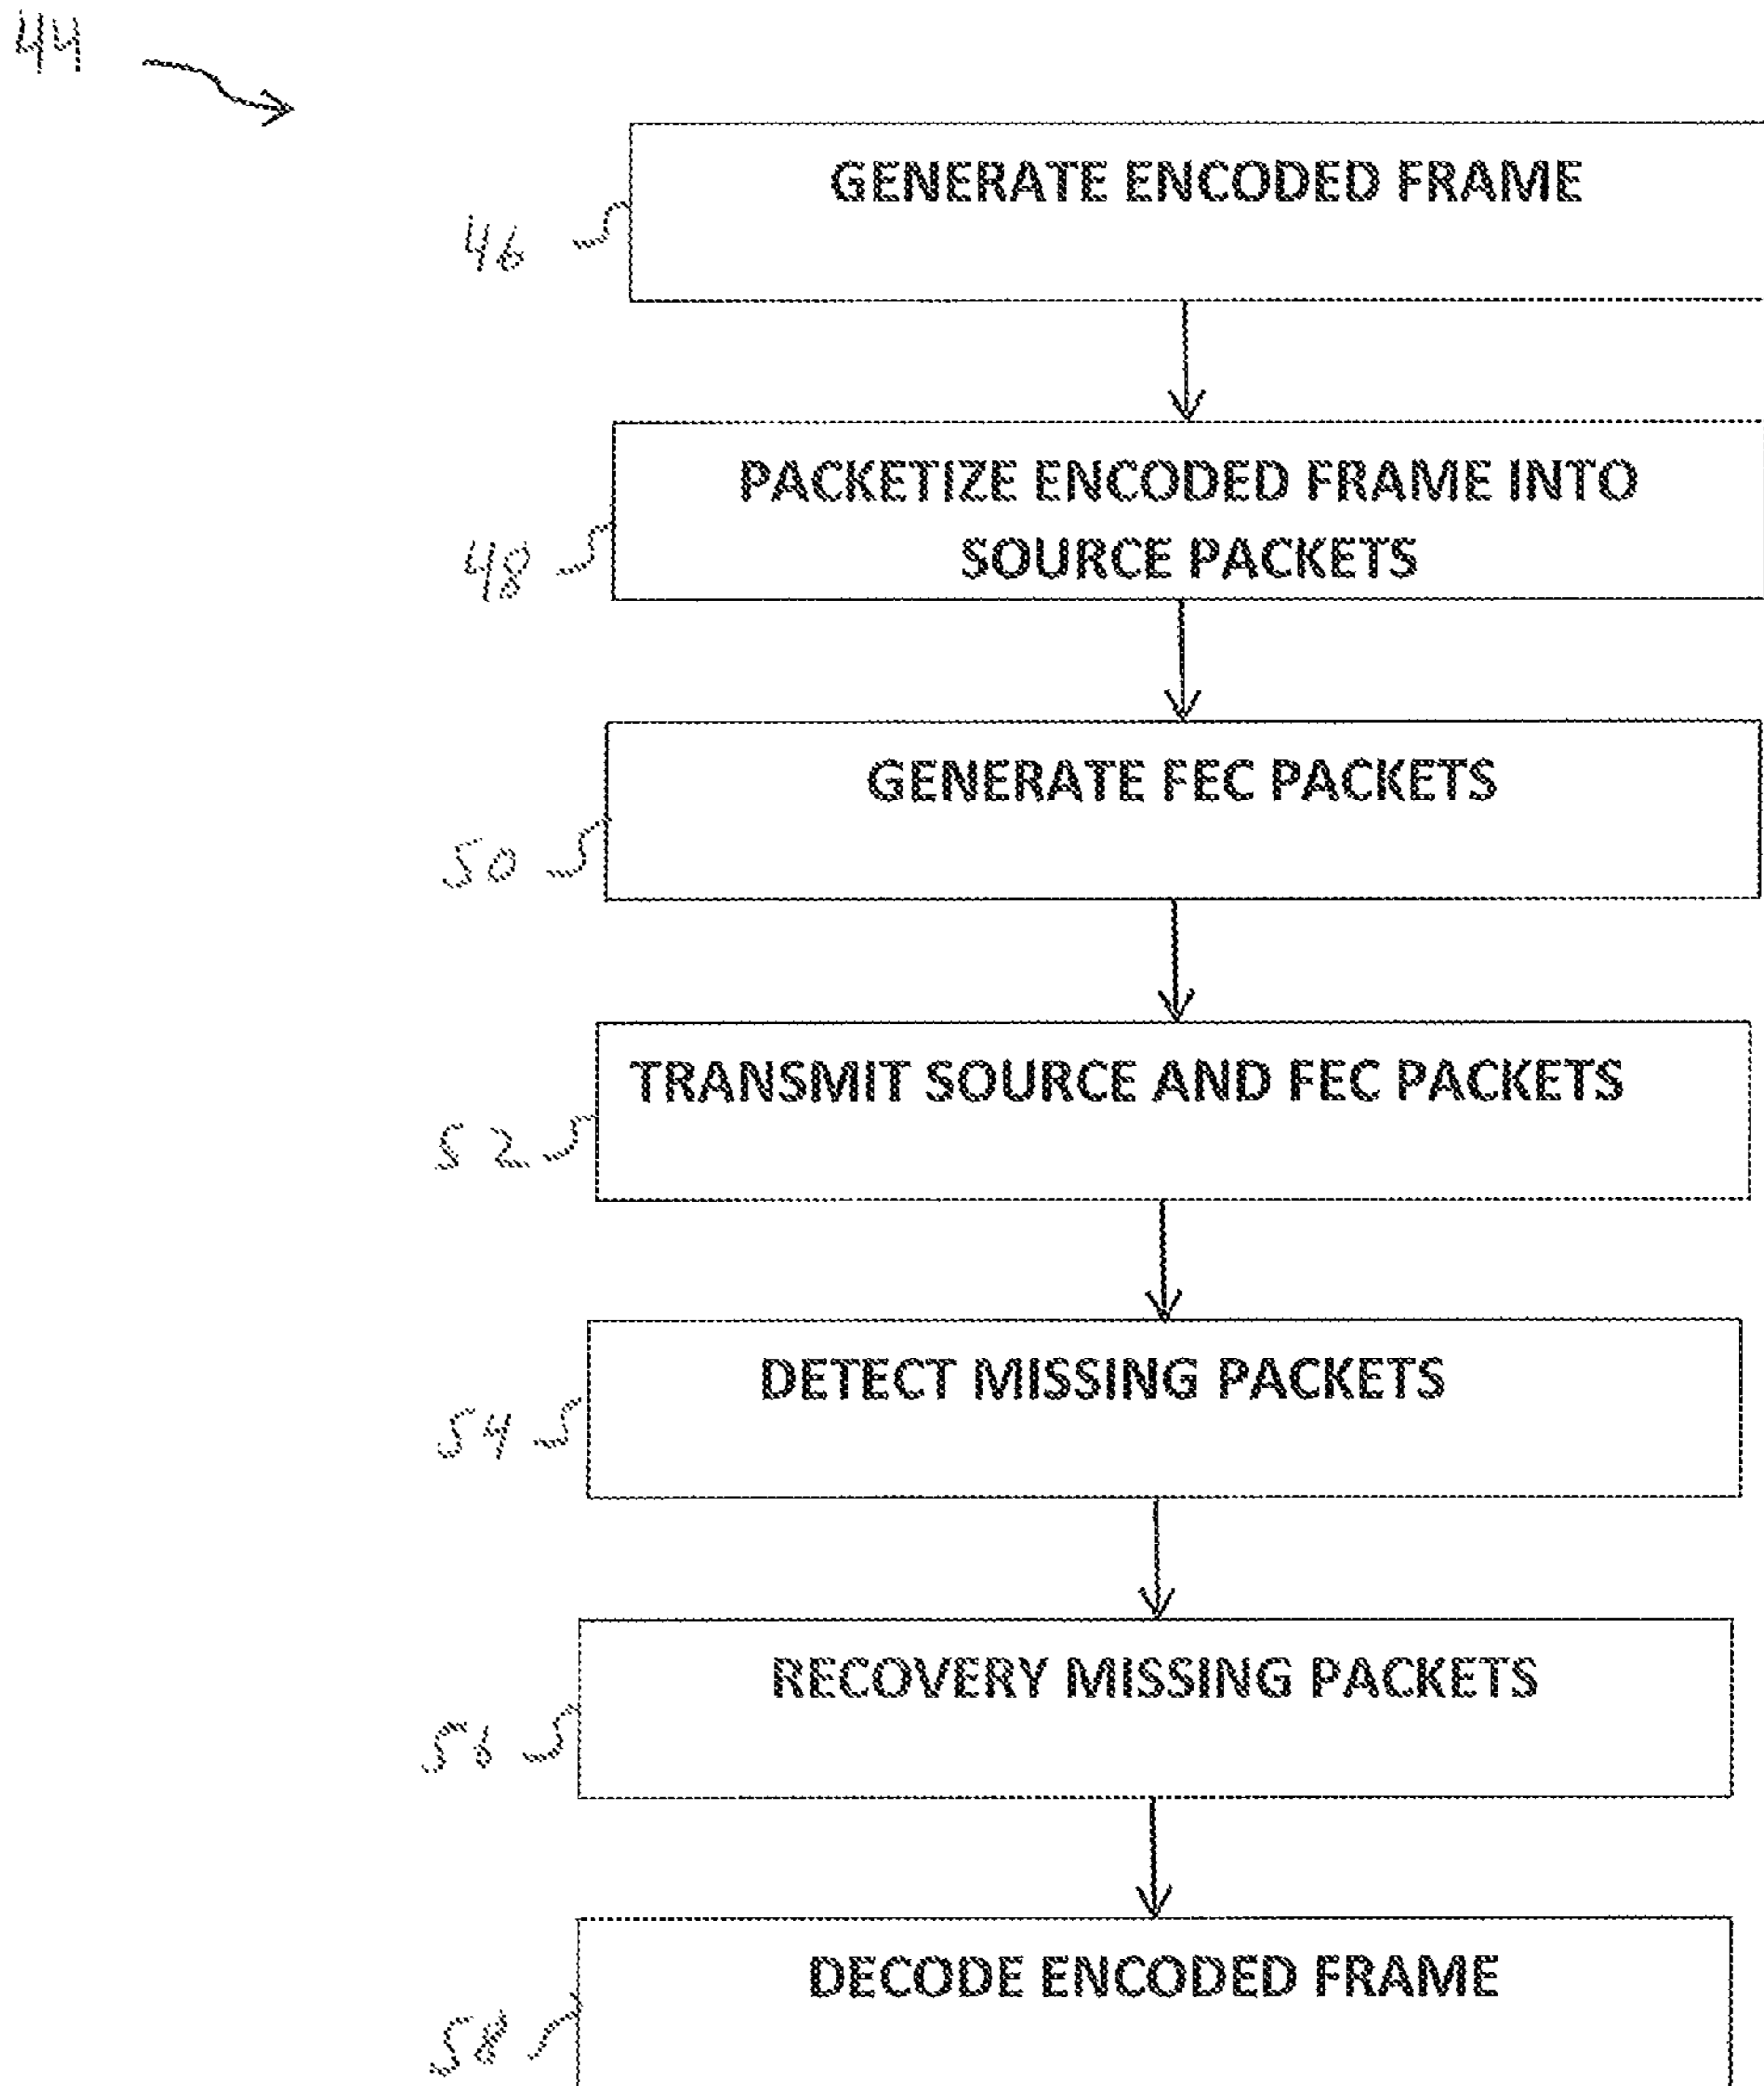 44
GENERATE ENCODED FRAME
46
PACKETIZE ENCODED FRAME INTO
SOURCE PACKETS
48
GENERATE FEC PACKETS
50
TRANSMIT SOURCE AND FEC PACKETS
52
DETECT MISSING PACKETS
54
RECOVERY MISSING PACKETS
56
DECODE ENCODED FRAME
58